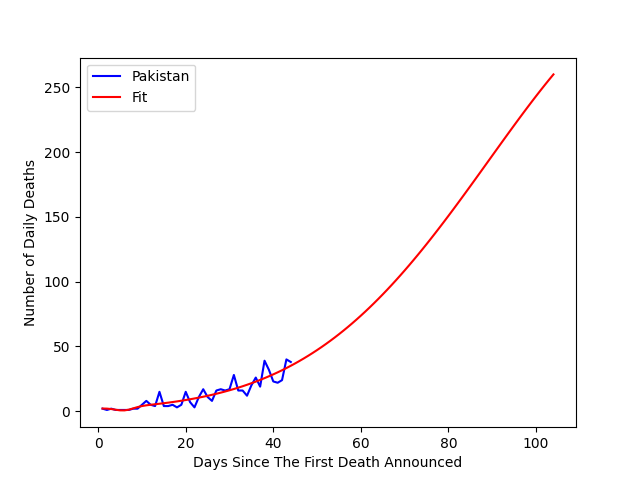 Pakistan
Fit
250
200
150
100
50
0
Number of Daily Deaths
0 20 40 60 80 100
Days Since The First Death Announced